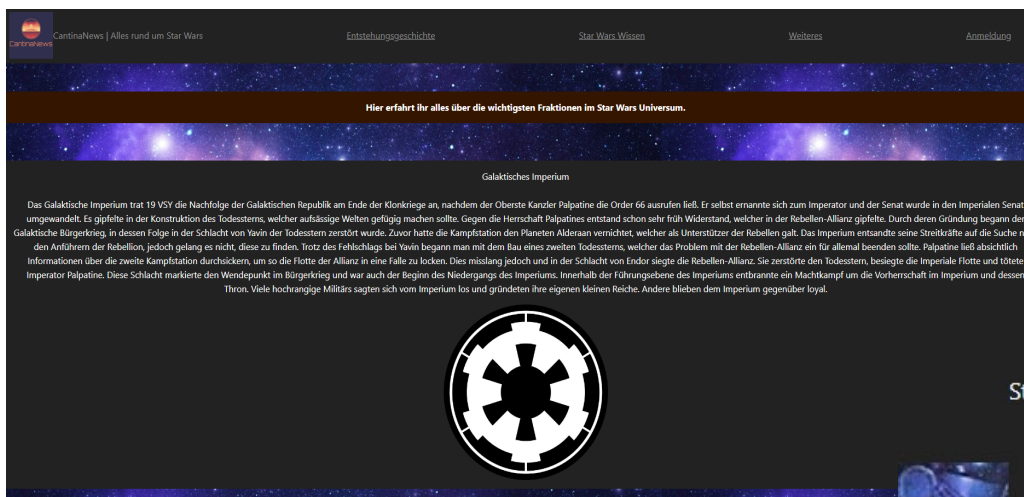 CantinaNews
CantinaNews | Alles rund um Star Wars
Entstehungsgeschichte
Star Wars Wissen
Weiteres
Anmeldung
Hier erfahrt ihr alles über die wichtigsten Fraktionen im Star Wars Universum.
Galaktisches Imperium
Das Galaktische Imperium trat 19 VSY die Nachfolge der Galaktischen Republik am Ende der Klonkriege an, nachdem der Oberste Kanzler Palpatine die Order 66 ausrufen ließ. Er selbst ernannte sich zum Imperator und der Senat wurde in den Imperialen Senat
umgewandelt. Es gipfelte in der Konstruktion des Todessterns, welcher aufsässige Welten gefügig machen sollte. Gegen die Herrschaft Palpatines entstand schon sehr früh Widerstand, welcher in der Rebellen-Allianz gipfelte. Durch deren Gründung begann der
Galaktische Bürgerkrieg, in dessen Folge in der Schlacht von Yavin der Todesstern zerstört wurde. Zuvor hatte die Kampfstation den Planeten Alderaan vernichtet, welcher als Unterstützer der Rebellen galt. Das Imperium entsandte seine Streitkräfte auf die Suche n
den Anführern der Rebellion, jedoch gelang es nicht, diese zu finden. Trotz des Fehlschlags bei Yavin begann man mit dem Bau eines zweiten Todessterns, welcher das Problem mit der Rebellen-Allianz ein für allemal beenden sollte. Palpatine ließ absichtlich
Informationen über die zweite Kampfstation durchsickern, um so die Flotte der Allianz in eine Falle zu locken. Dies misslang jedoch und in der Schlacht von Endor siegte die Rebellen-Allianz. Sie zerstörte den Todesstern, besiegte die Imperiale Flotte und tötete
Imperator Palpatine. Diese Schlacht markierte den Wendepunkt im Bürgerkrieg und war auch der Beginn des Niedergangs des Imperiums. Innerhalb der Führungsebene des Imperiums entbrannte ein Machtkampf um die Vorherrschaft im Imperium und dessen
Thron. Viele hochrangige Militärs sagten sich vom Imperium los und gründeten ihre eigenen kleinen Reiche. Andere blieben dem Imperium gegenüber loyal.